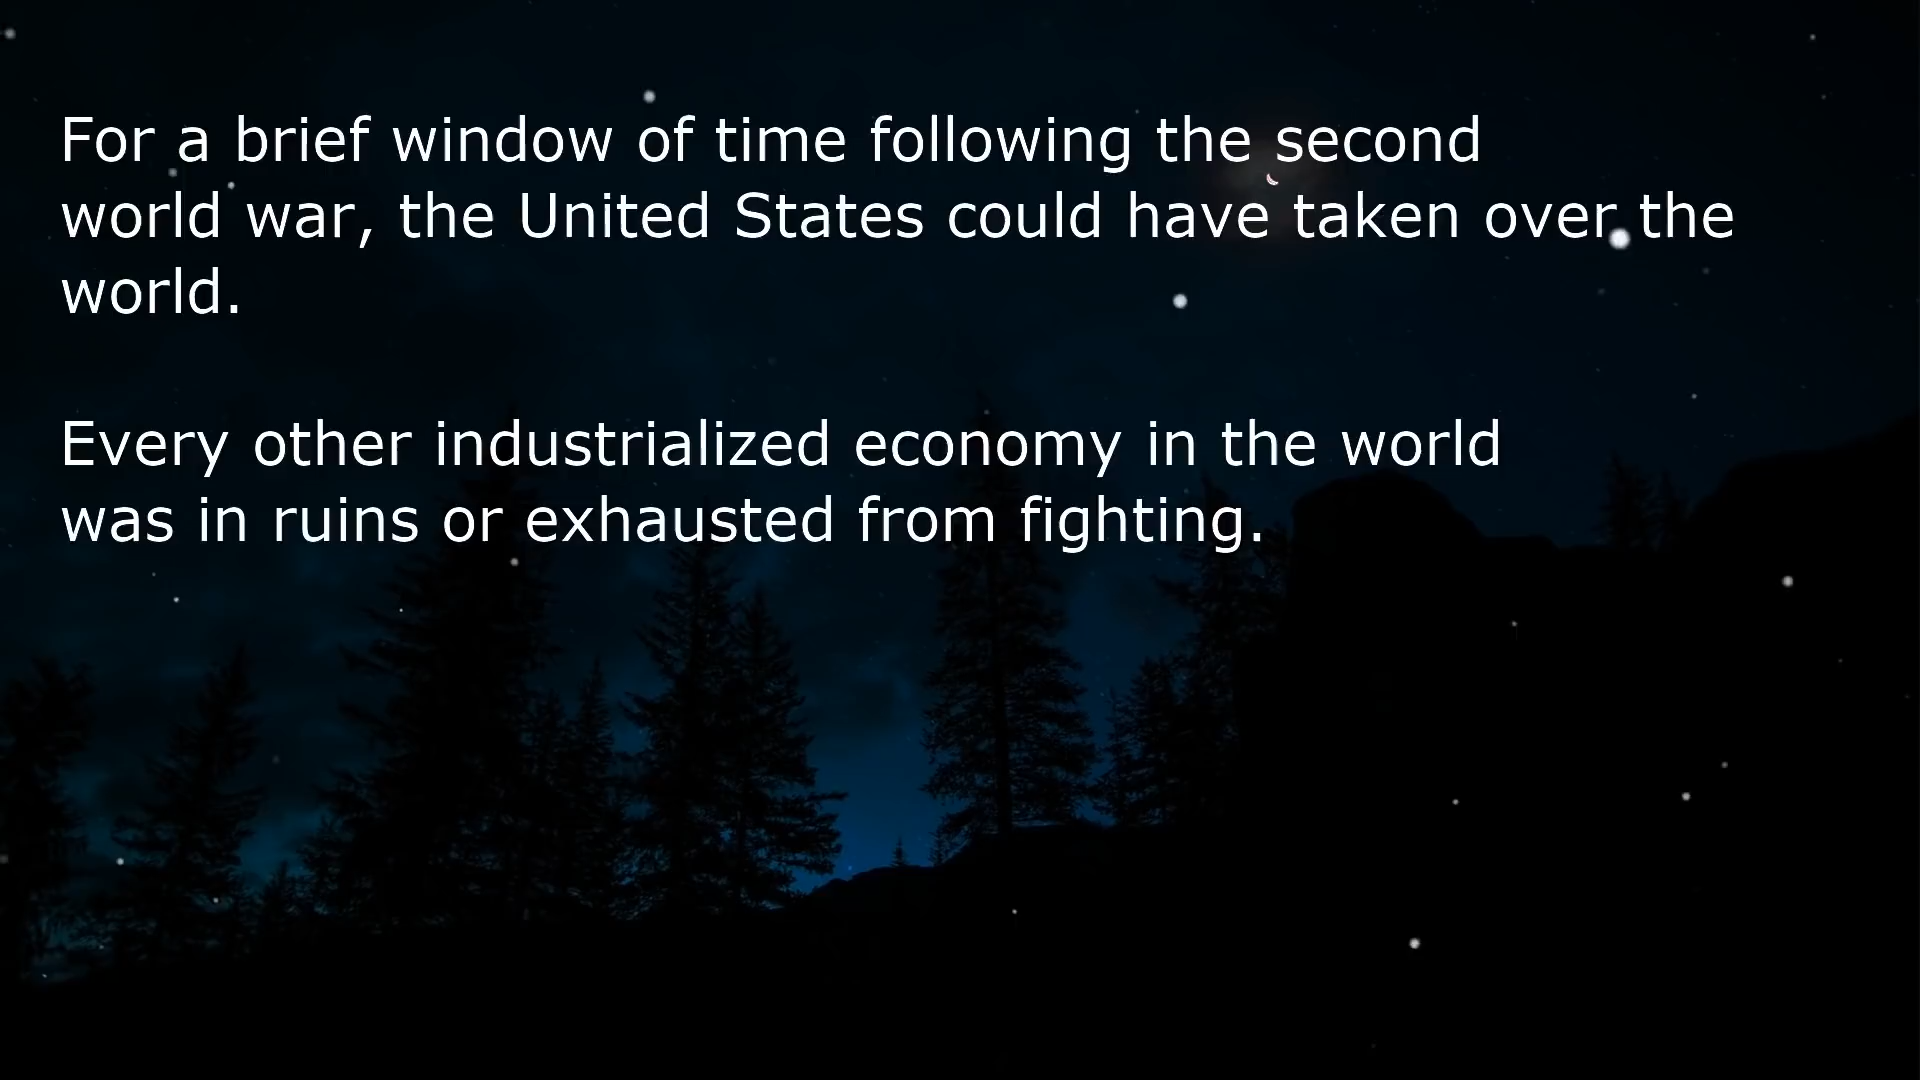 For a brief window of time following the second
world war, the United States could have taken over the
world.
Every other industrialized economy in the world
was in ruins or exhausted from fighting.